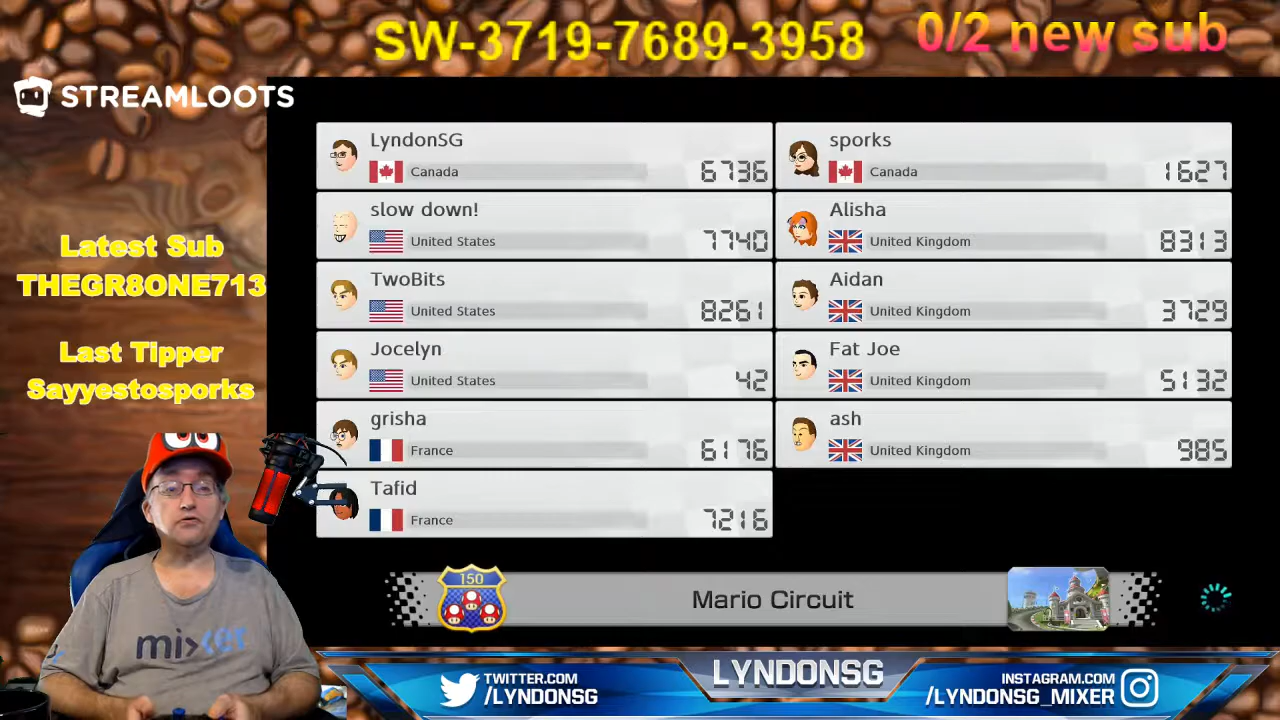 SW-3719-7689-3958
0/2 new sub
STREAMLOOTS
LyndonSG
Canada 6736
sporks
Canada 1627
slow down!
United States 7740
Alisha
United Kingdom 8313
TwoBits
United States 8261
Aidan
United Kingdom 3729
Jocelyn
United States 42
Fat Joe
United Kingdom 5132
grisha
France 6176
ash
United Kingdom 985
Tafid
France 7216
Latest Sub
THEGR8ONE713
Last Tipper
Sayyestosporks
150
Mario Circuit
mixer
TWITTER.COM
/LYNDONSG
LYNDONSG
INSTAGRAM.COM
/LYNDONSG_MIXER